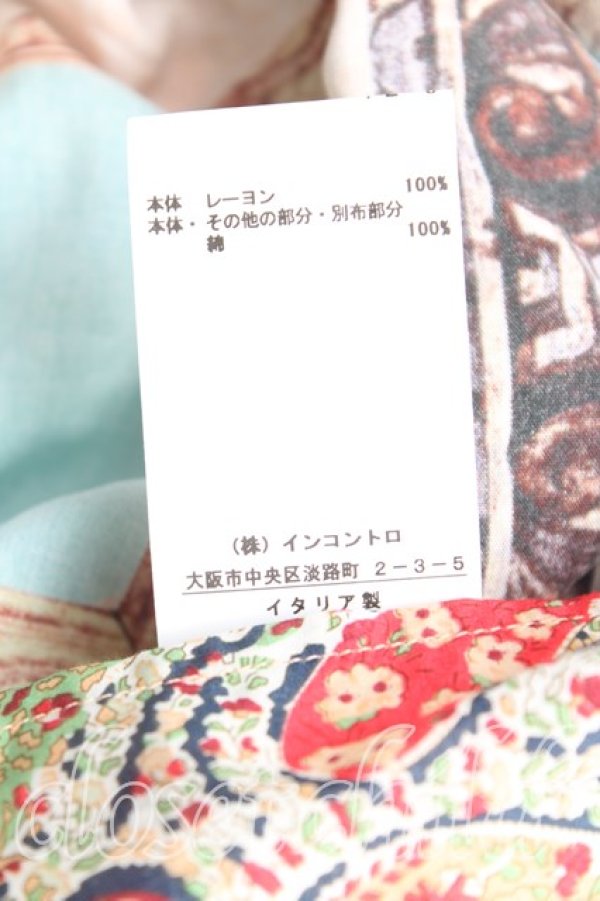 本体 レーヨン 100%
本体・その他の部分・別布部分
綿 100%
（株）インコントロ
大阪市中央区淡路町 2－3－5
イタリア製